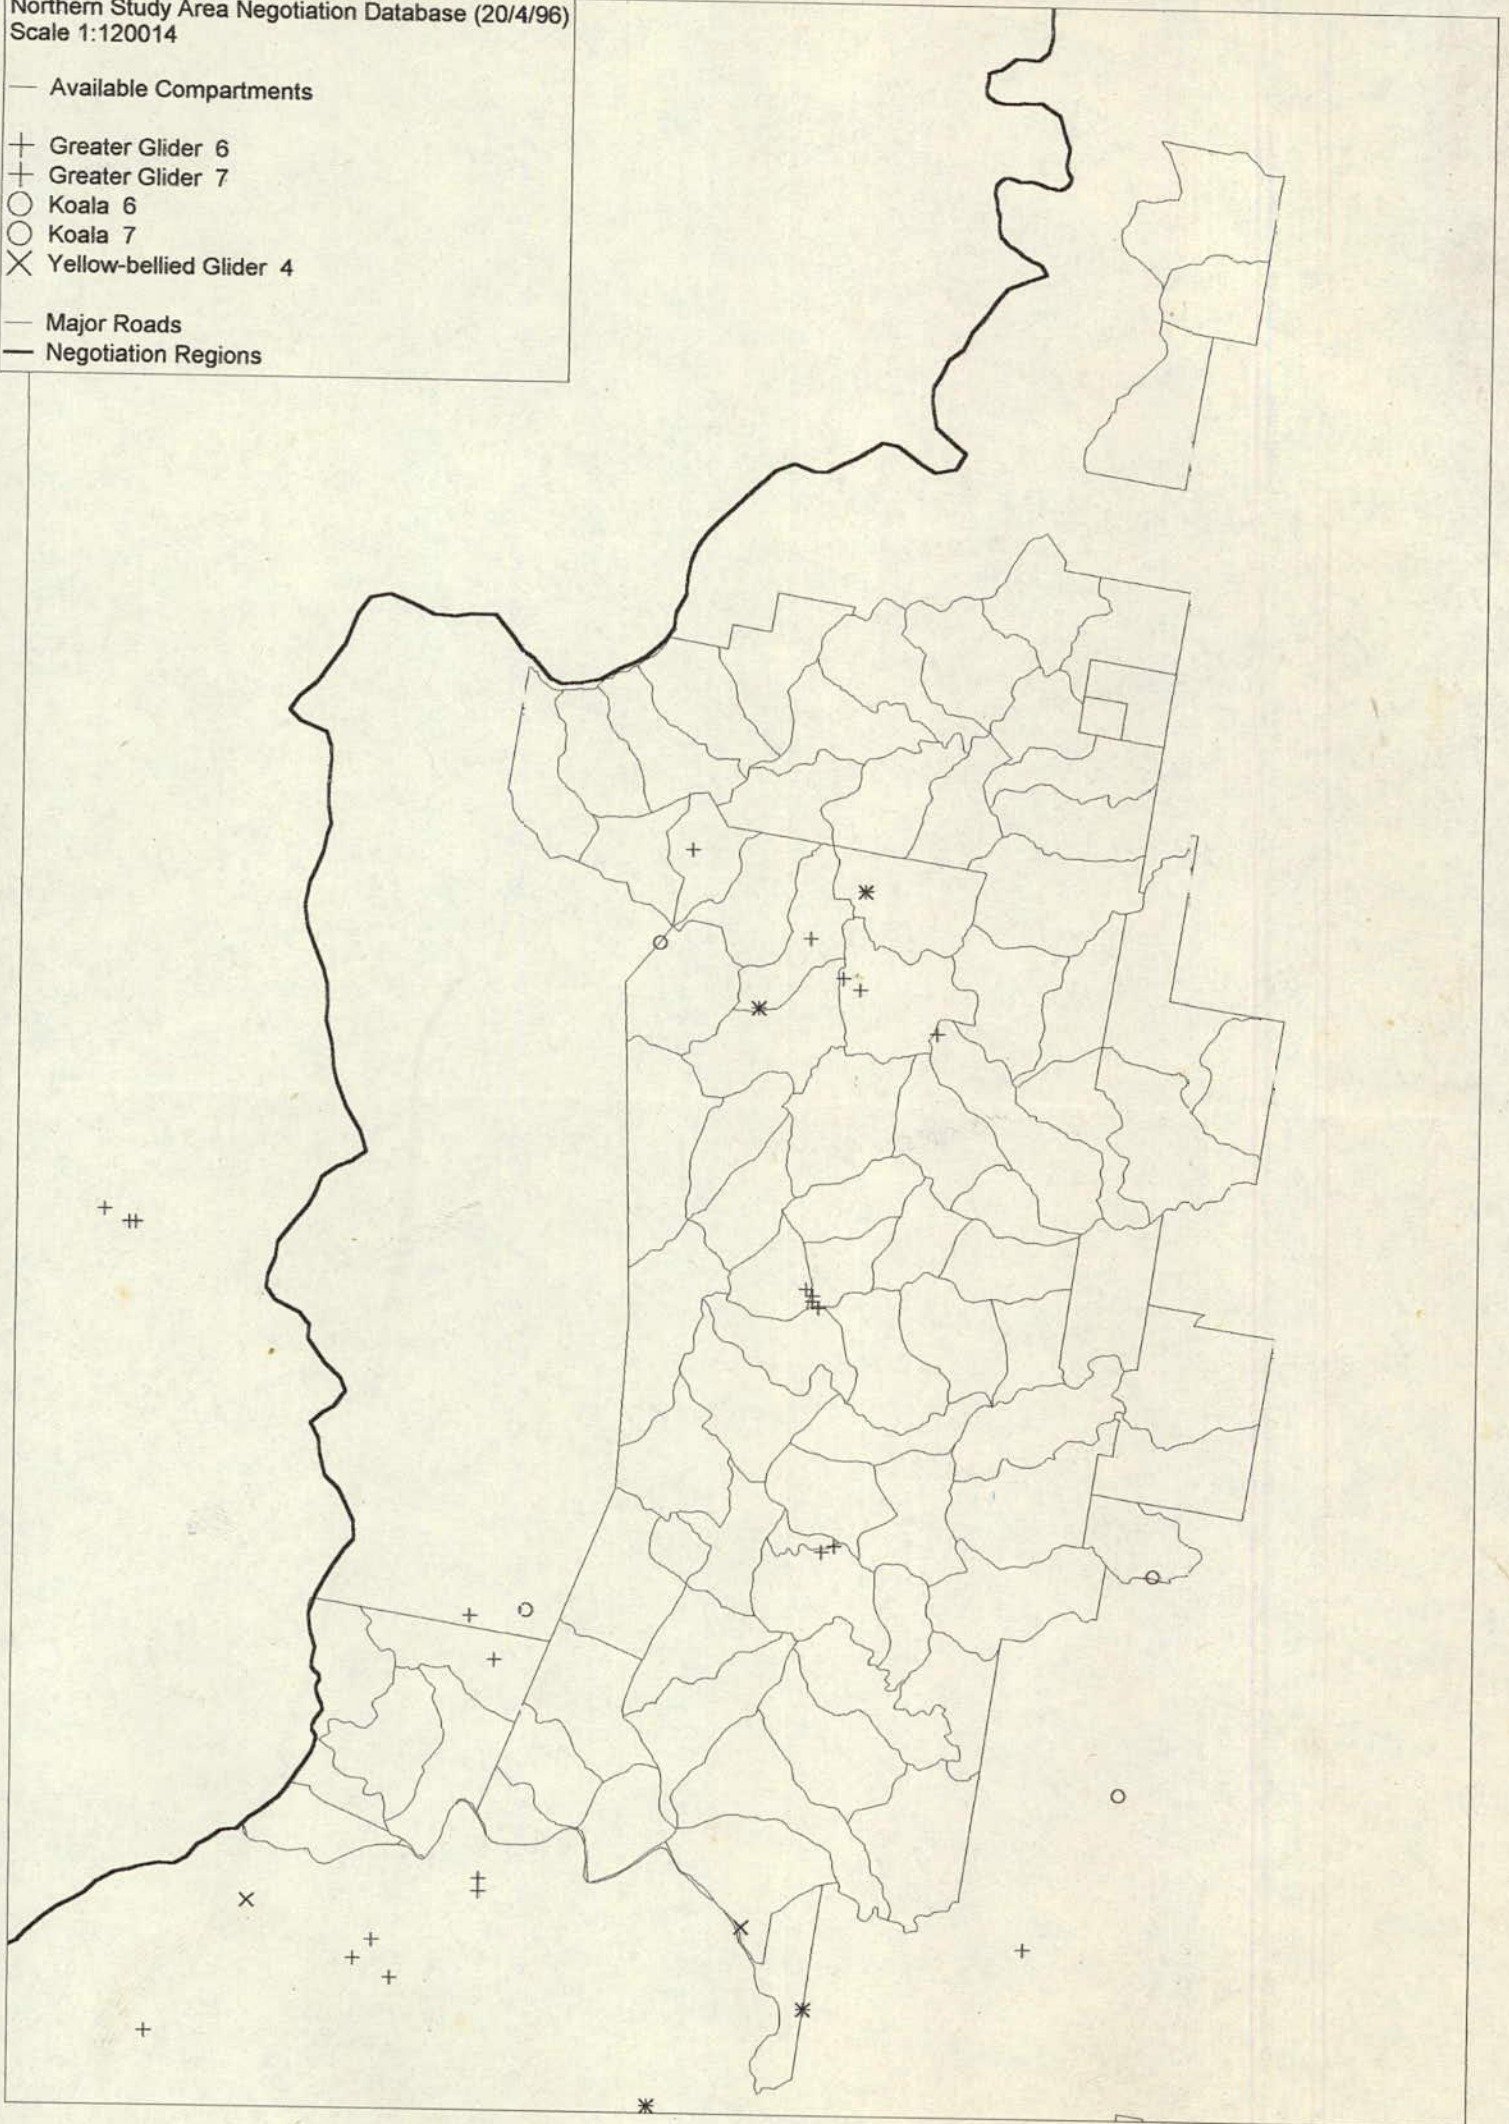 Northern Study Area Negotiation Database (20/4/96)
Scale 1:120014
Available Compartments
Greater Glider 6
Greater Glider 7
Koala 6
Koala 7
Yellow-bellied Glider 4
Major Roads
Negotiation Regions